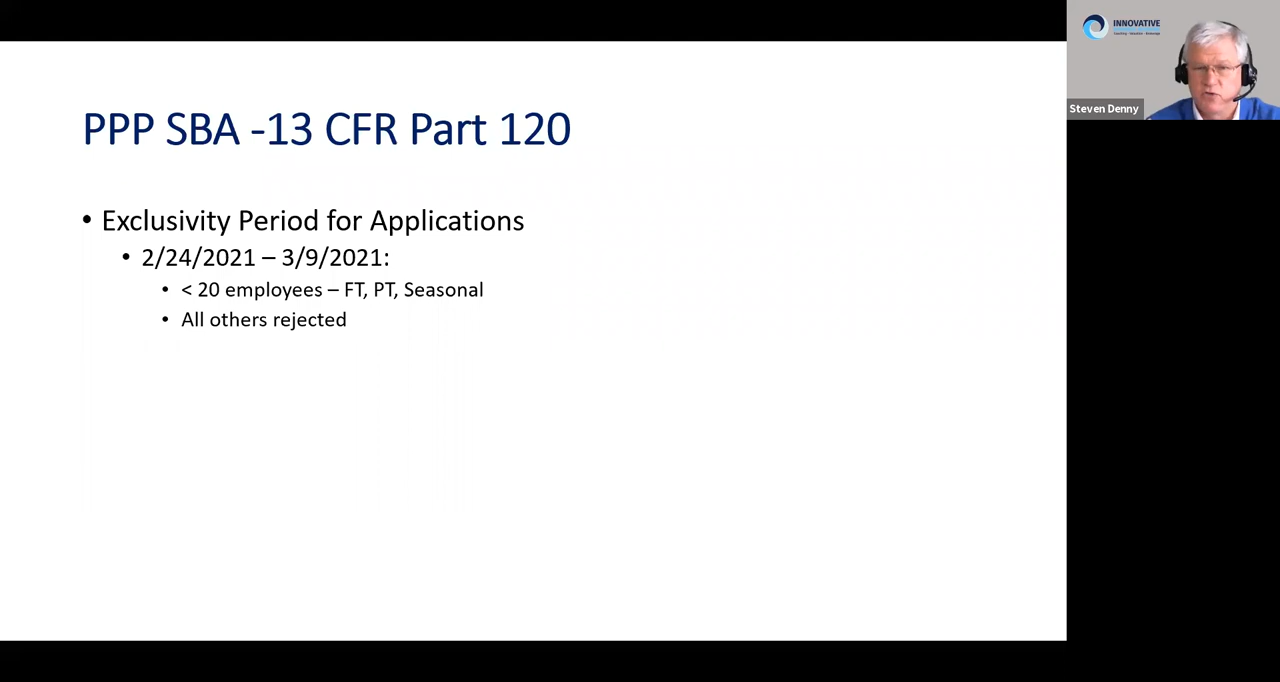 PPP SBA -13 CFR Part 120
• Exclusivity Period for Applications
• 2/24/2021 – 3/9/2021:
• < 20 employees – FT, PT, Seasonal
• All others rejected
INNOVATIVE
Steven Denny